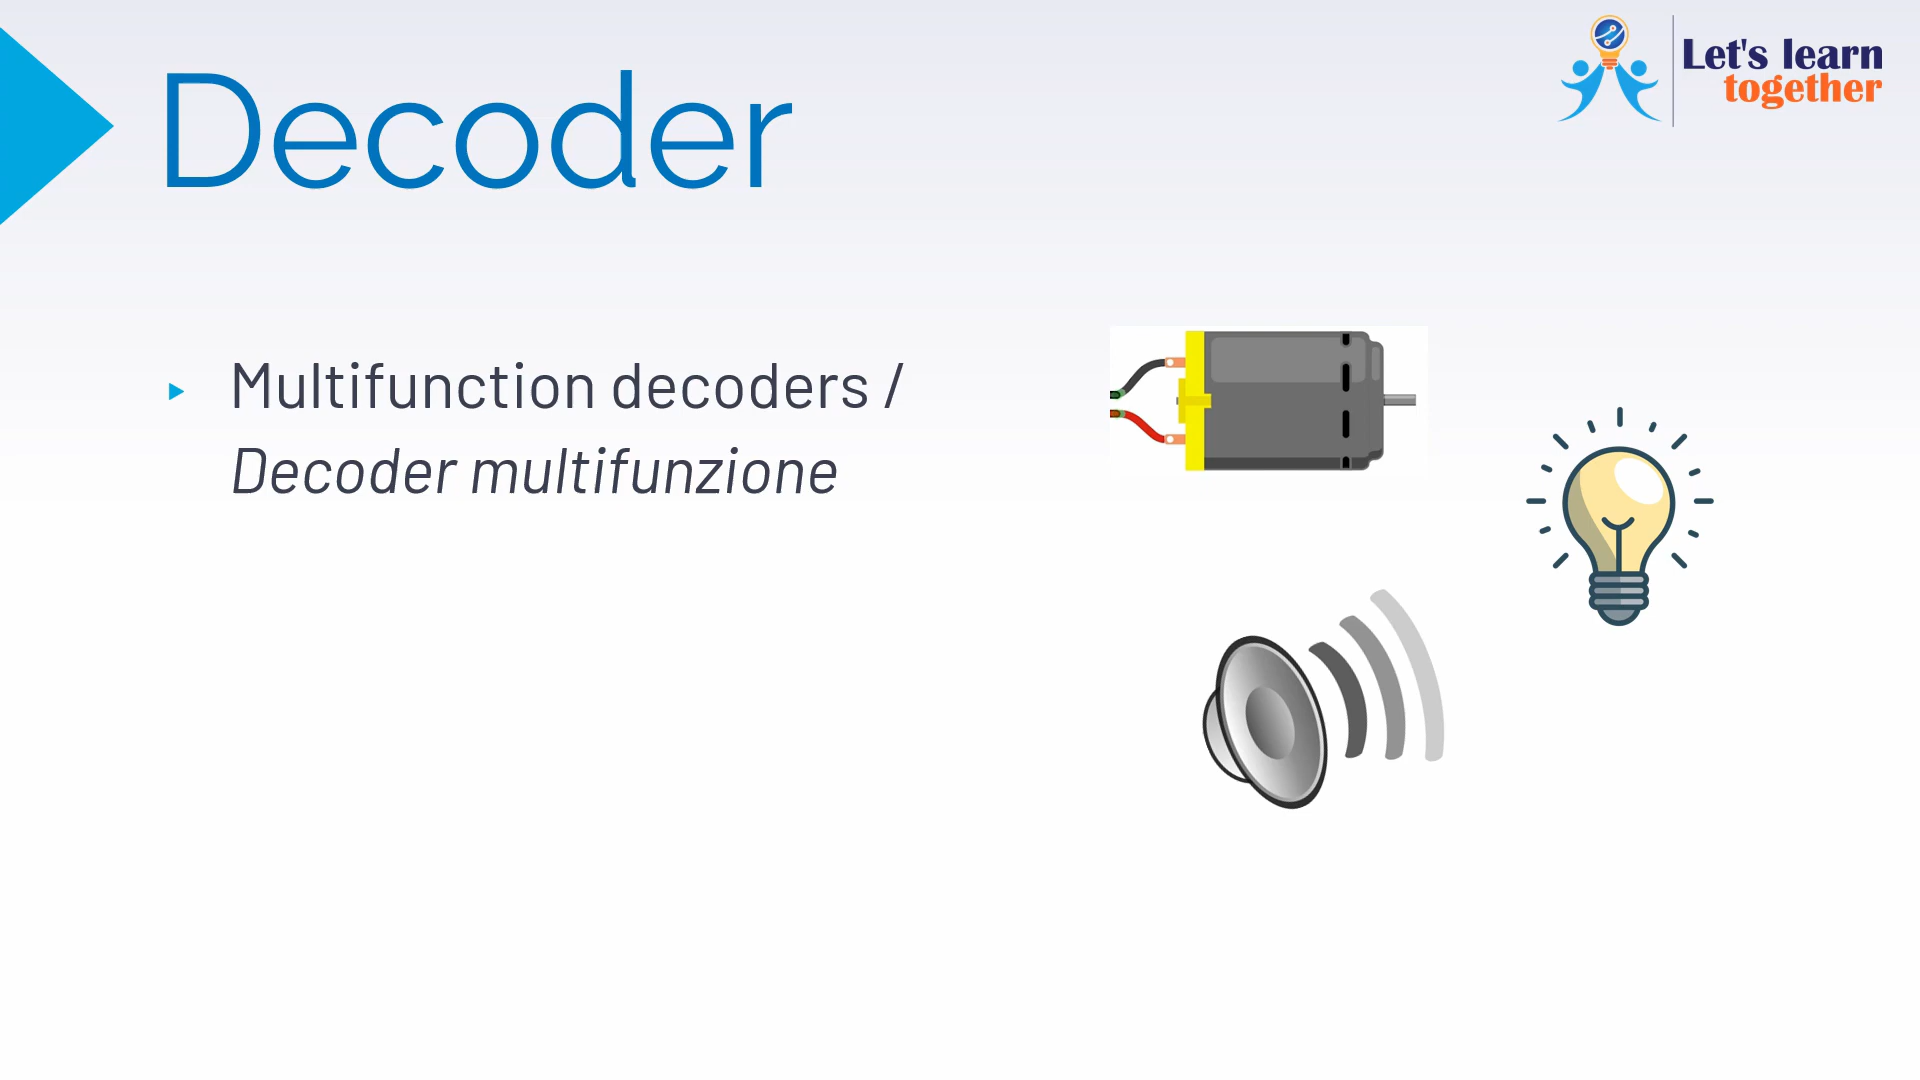 Decoder
Let's learn
together
Multifunction decoders /
Decoder multifunzione